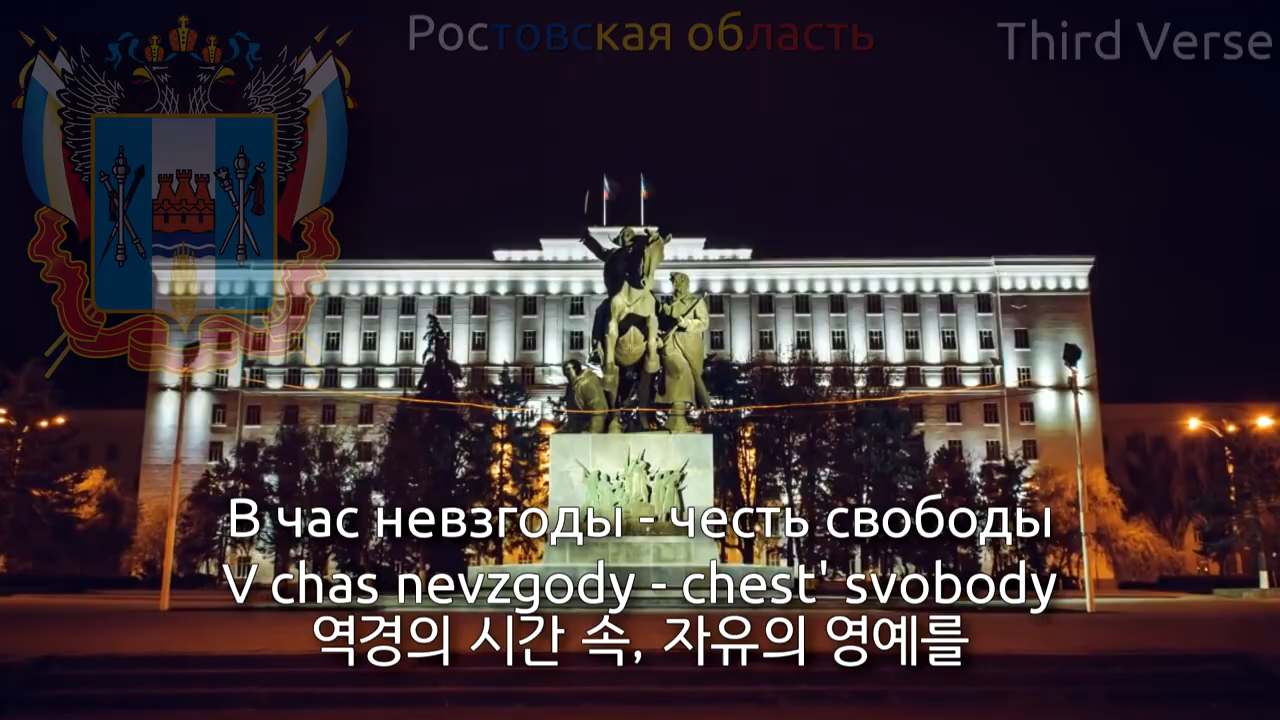 Ростовская область
Third Verse
В час невзгоды - честь свободы
V chas nevzgody - chest' svobody
역경의 시간 속, 자유의 영예를